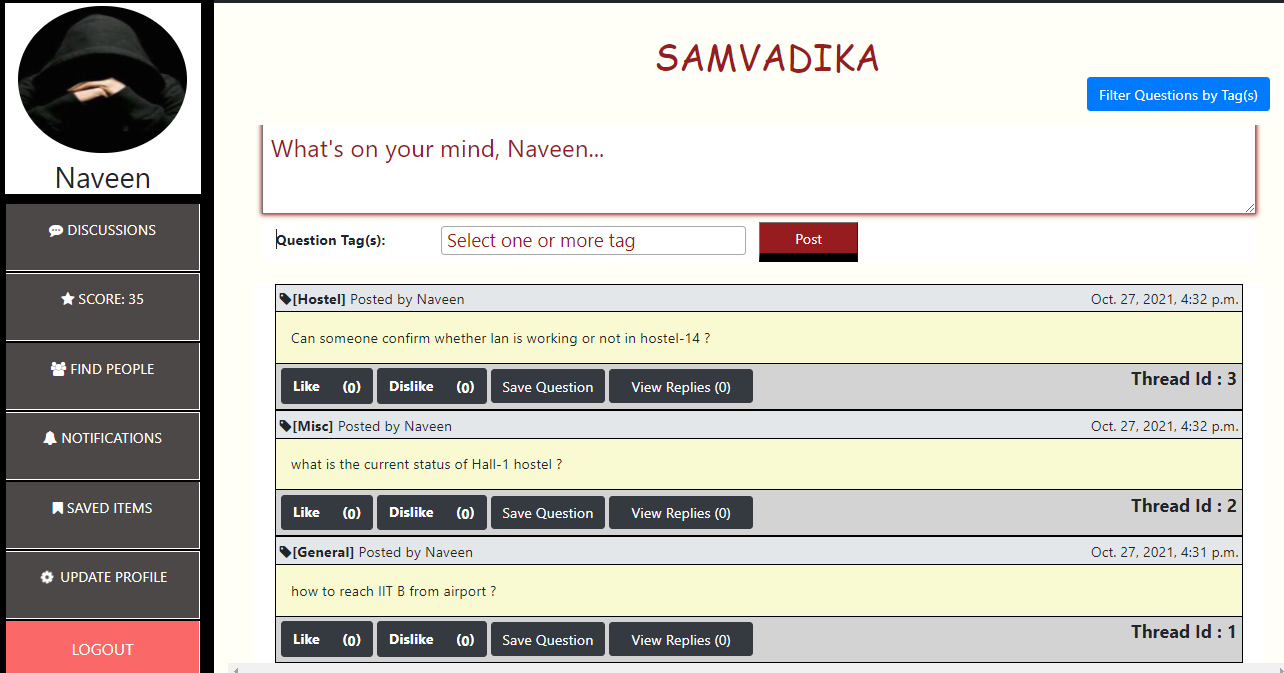 Naveen
DISCUSSIONS
SCORE: 35
FIND PEOPLE
NOTIFICATIONS
SAVED ITEMS
UPDATE PROFILE
LOGOUT
SAMVADIKA
Filter Questions by Tag(s)
What's on your mind, Naveen...
Question Tag(s): Select one or more tag Post
[Hostel] Posted by Naveen Oct. 27, 2021, 4:32 p.m.
Can someone confirm whether lan is working or not in hostel-14 ?
Like (0) Dislike (0) Save Question View Replies (0) Thread Id : 3
[Misc] Posted by Naveen Oct. 27, 2021, 4:32 p.m.
what is the current status of Hall-1 hostel ?
Like (0) Dislike (0) Save Question View Replies (0) Thread Id : 2
[General] Posted by Naveen Oct. 27, 2021, 4:31 p.m.
how to reach IIT B from airport ?
Like (0) Dislike (0) Save Question View Replies (0) Thread Id : 1